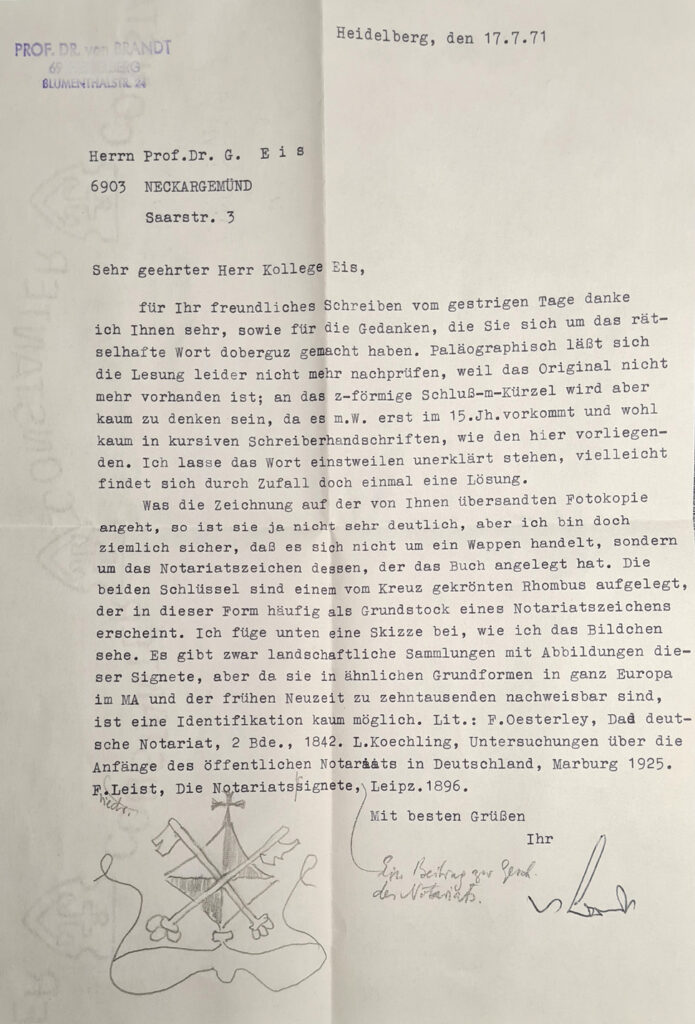 PROF. DR. von BRANDT
69 HEIDELBERG
BLUMENTHALSTR. 24
Heidelberg, den 17.7.71
Herrn Prof.Dr. G. E i s
6903 NECKARGEMÜND
Saarstr. 3
Sehr geehrter Herr Kollege Eis,
für Ihr freundliches Schreiben vom gestrigen Tage danke
ich Ihnen sehr, sowie für die Gedanken, die Sie sich um das rät-
selhafte Wort doberguz gemacht haben. Paläographisch läßt sich
die Lesung leider nicht mehr nachprüfen, weil das Original nicht
mehr vorhanden ist; an das z-förmige Schluß-m-Kürzel wird aber
kaum zu denken sein, da es m.W. erst im 15.Jh.vorkommt und wohl
kaum in kursiven Schreiberhandschriften, wie den hier vorliegen-
den. Ich lasse das Wort einstweilen unerklärt stehen, vielleicht
findet sich durch Zufall doch einmal eine Lösung.
Was die Zeichnung auf der von Ihnen übersandten Fotokopie
angeht, so ist sie ja nicht sehr deutlich, aber ich bin doch
ziemlich sicher, daß es sich nicht um ein Wappen handelt, sondern
um das Notariatszeichen dessen, der das Buch angelegt hat. Die
beiden Schlüssel sind einem vom Kreuz gekrönten Rhombus aufgelegt,
der in dieser Form häufig als Grundstock eines Notariatszeichens
erscheint. Ich füge unten eine Skizze bei, wie ich das Bildchen
sehe. Es gibt zwar landschaftliche Sammlungen mit Abbildungen die-
ser Signete, aber da sie in ähnlichen Grundformen in ganz Europa
im MA und der frühen Neuzeit zu zehntausenden nachweisbar sind,
ist eine Identifikation kaum möglich. Lit.: F.Oesterley, Das deut-
sche Notariat, 2 Bde., 1842. L.Koechling, Untersuchungen über die
Anfänge des öffentlichen Notariats in Deutschland, Marburg 1925.
F.Leist, Die Notariatssignete, Leipz.1896.
Mit besten Grüßen
Ihr
Ein Beitrag zur Gesch.
des Notariats.
CONSTANTER